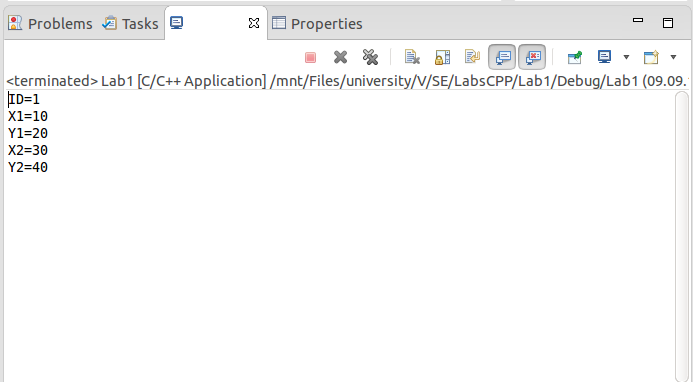 Problems Tasks Properties
<terminated> Lab1 [C/C++ Application] /mnt/Files/university/V/SE/LabsCPP/Lab1/Debug/Lab1 (09.09.
ID=1
X1=10
Y1=20
X2=30
Y2=40